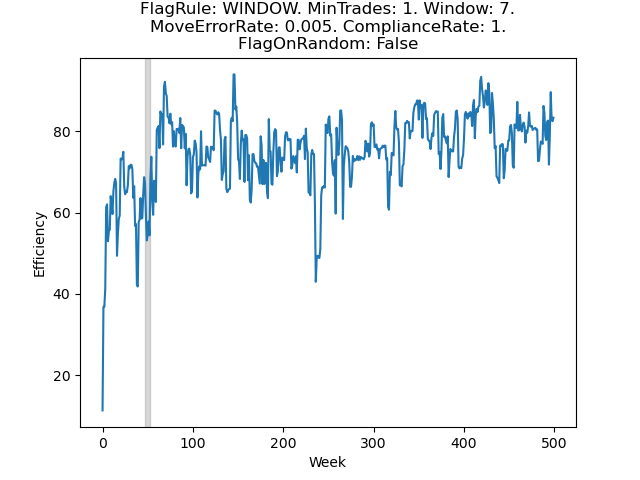 FlagRule: WINDOW. MinTrades: 1. Window: 7.
MoveErrorRate: 0.005. ComplianceRate: 1.
FlagOnRandom: False
Efficiency
80
60
40
20
0 100 200 300 400 500
Week